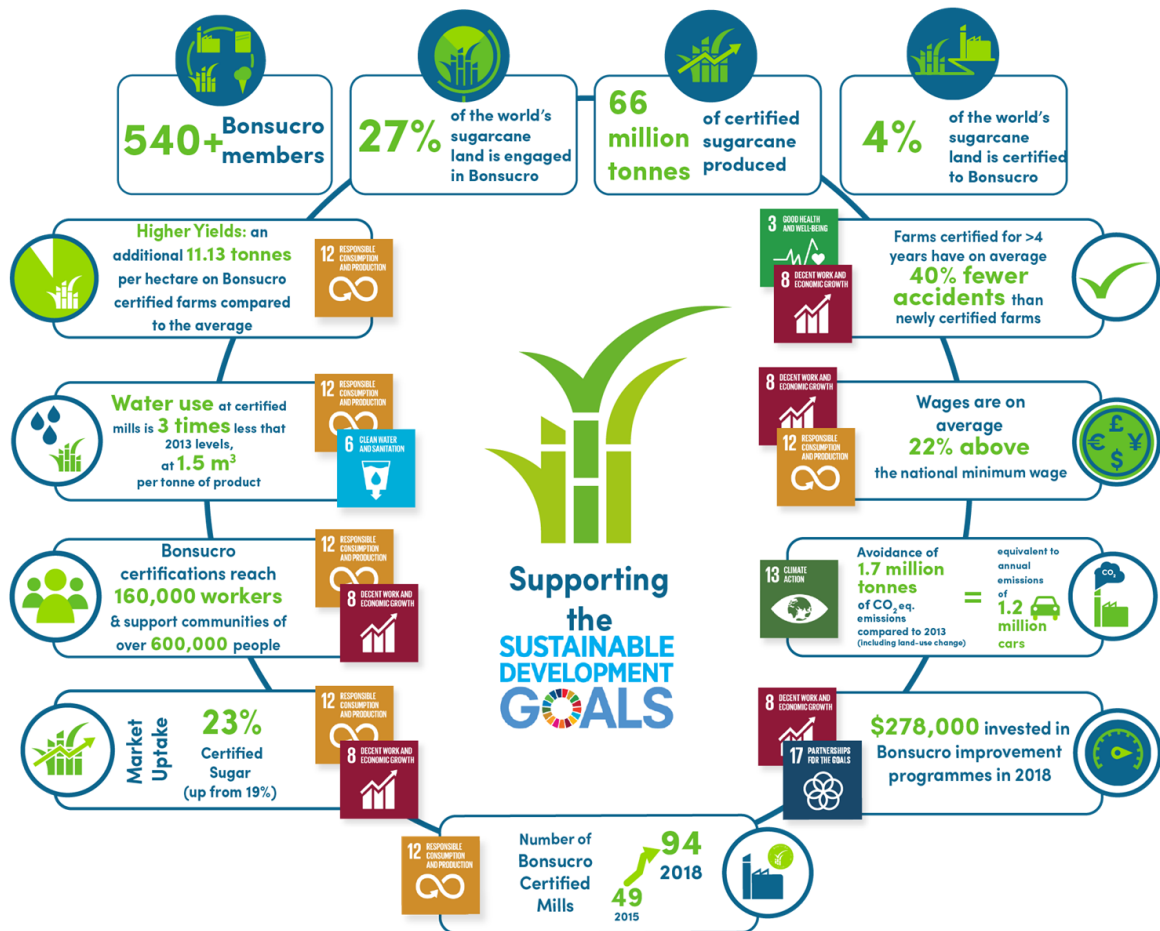 540+
Bonsucro
members
27%
of the world's
sugarcane
land is engaged
in Bonsucro
66
million
tonnes
of certified
sugarcane
produced
4%
of the world's
sugarcane
land is certified
to Bonsucro
Higher Yields: an
additional 11.13 tonnes
per hectare on Bonsucro
certified farms compared
to the average
12 RESPONSIBLE
CONSUMPTION
AND PRODUCTION
3 GOOD HEALTH
AND WELL-BEING
8 DECENT WORK AND
ECONOMIC GROWTH
Farms certified for >4
years have on average
40% fewer
accidents than
newly certified farms
Water use at certified
mills is 3 times less that
2013 levels,
at 1.5 m³
per tonne of product
12 RESPONSIBLE
CONSUMPTION
AND PRODUCTION
6 CLEAN WATER
AND SANITATION
8 DECENT WORK AND
ECONOMIC GROWTH
12 RESPONSIBLE
CONSUMPTION
AND PRODUCTION
Wages are on
average
22% above
the national minimum wage
£
€ ¥
$
Bonsucro
certifications reach
160,000 workers
& support communities of
over 600,000 people
12 RESPONSIBLE
CONSUMPTION
AND PRODUCTION
8 DECENT WORK AND
ECONOMIC GROWTH
Supporting
the
SUSTAINABLE
DEVELOPMENT
GOALS
13 CLIMATE
ACTION
Avoidance of
1.7 million
tonnes
of CO₂ eq.
emissions
compared to 2013
(including land-use change)
=
equivalent to
annual
emissions
of
1.2
million
cars
CO₂
Market
Uptake
23%
Certified
Sugar
(up from 19%)
12 RESPONSIBLE
CONSUMPTION
AND PRODUCTION
8 DECENT WORK AND
ECONOMIC GROWTH
8 DECENT WORK AND
ECONOMIC GROWTH
17 PARTNERSHIPS
FOR THE GOALS
$278,000 invested in
Bonsucro improvement
programmes in 2018
12 RESPONSIBLE
CONSUMPTION
AND PRODUCTION
Number of
Bonsucro
Certified
Mills
49
2015
94
2018